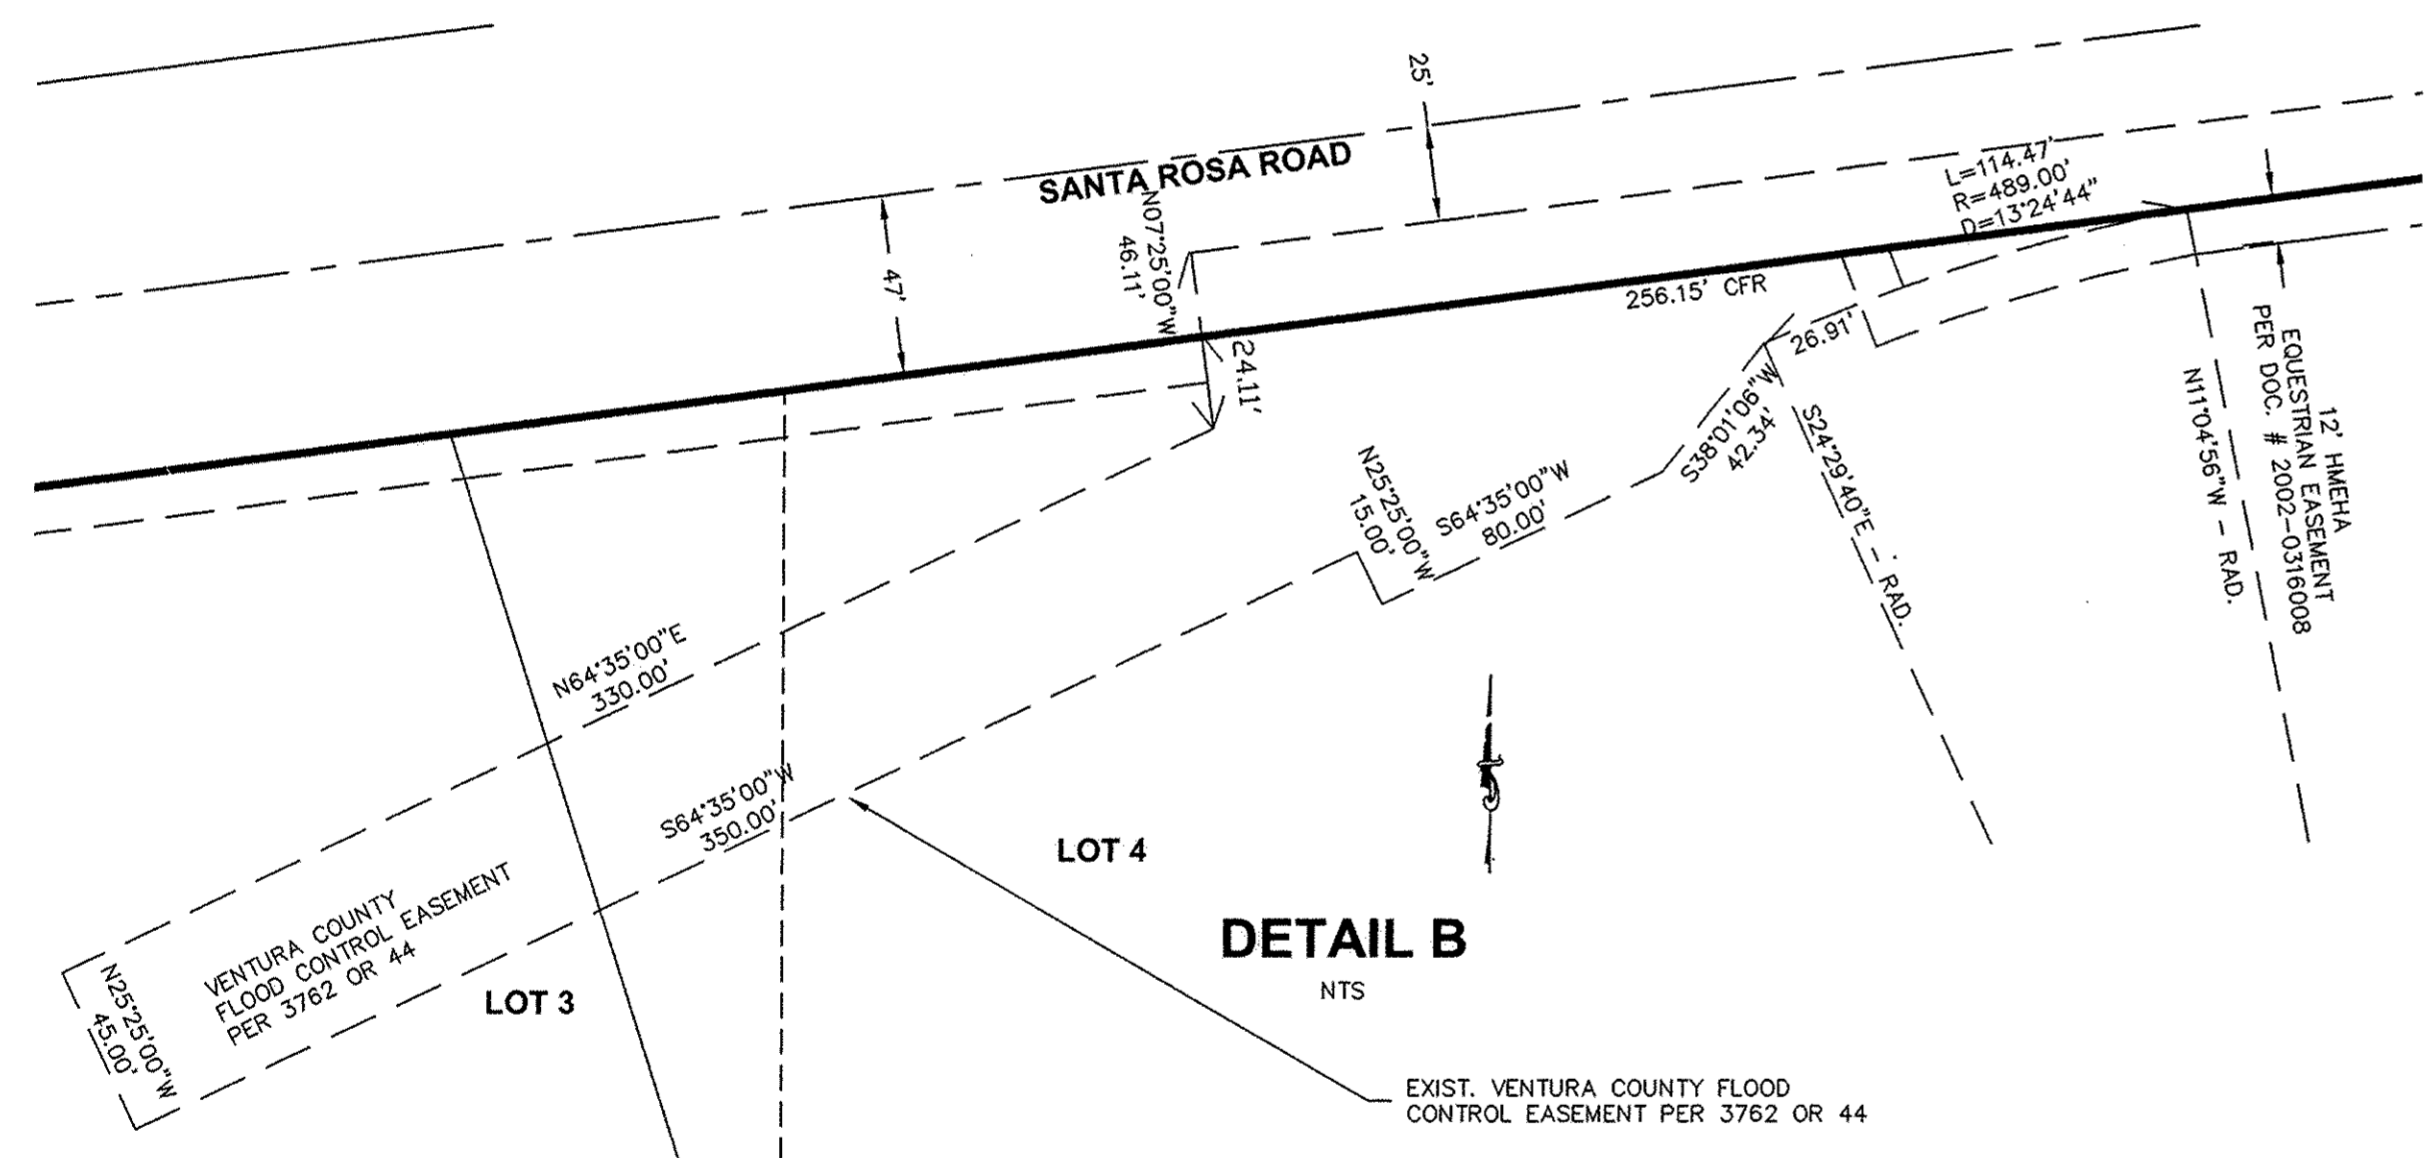 25'
SANTA ROSA ROAD
L=114.47'
R=489.00'
D=13°24'44"
N07°25'00"W
46.11'
47'
256.15' CFR
24.11'
26.91'
12' HMEHA
EQUESTRIAN EASEMENT
PER DOC. # 2002-0316008
N11°04'56"W - RAD.
S24°29'40"E - RAD.
S38°01'06"W
42.34'
N25°25'00"W
15.00'
S64°35'00"W
80.00'
N64°35'00"E
330.00'
S64°35'00"W
350.00'
LOT 4
VENTURA COUNTY
FLOOD CONTROL EASEMENT
PER 3762 OR 44
N25°25'00"W
45.00'
LOT 3
DETAIL B
NTS
EXIST. VENTURA COUNTY FLOOD
CONTROL EASEMENT PER 3762 OR 44